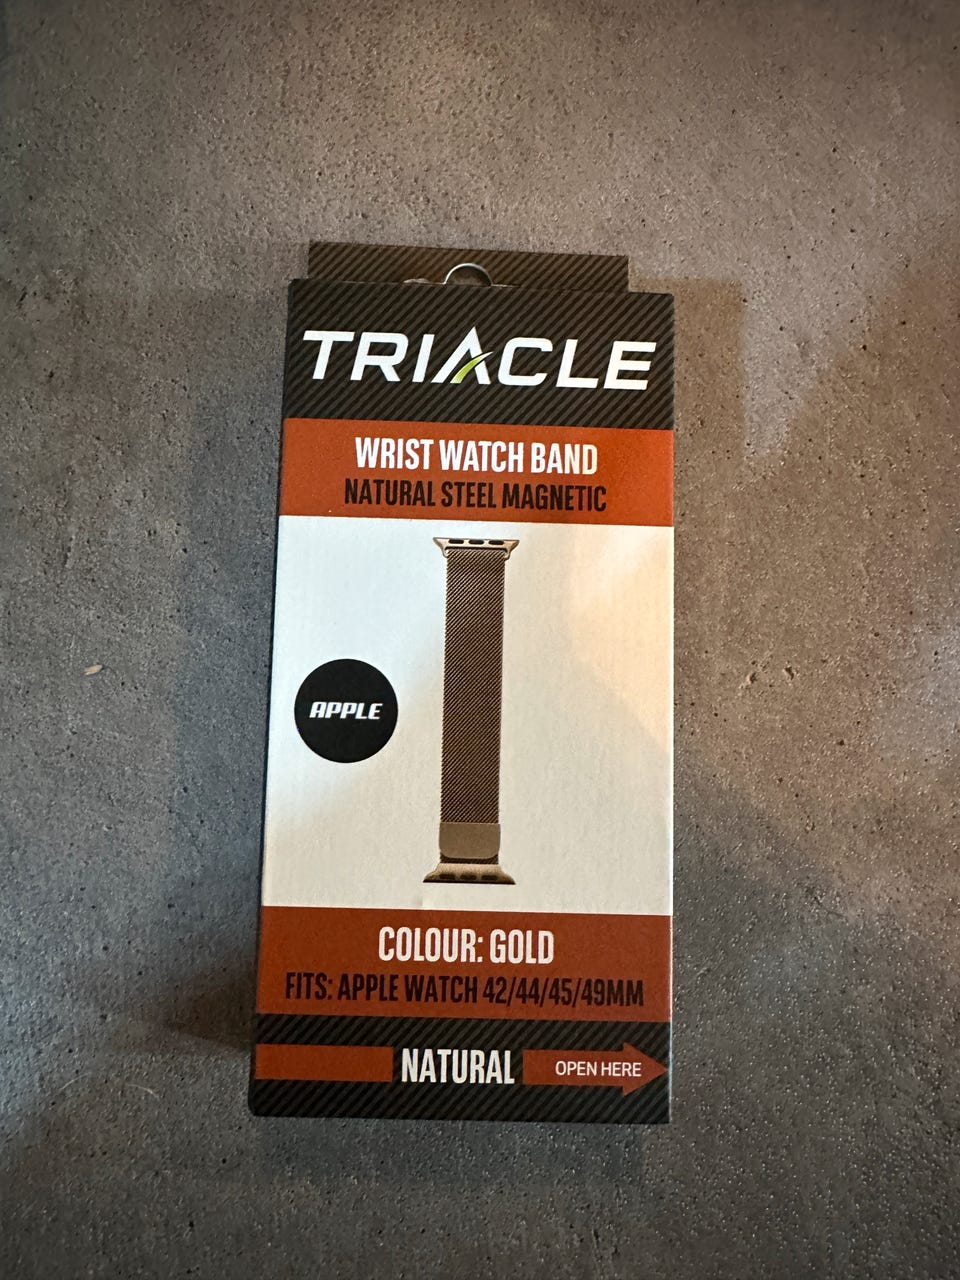 TRIACLE
WRIST WATCH BAND
NATURAL STEEL MAGNETIC
APPLE
COLOUR: GOLD
FITS: APPLE WATCH 42/44/45/49MM
NATURAL
OPEN HERE